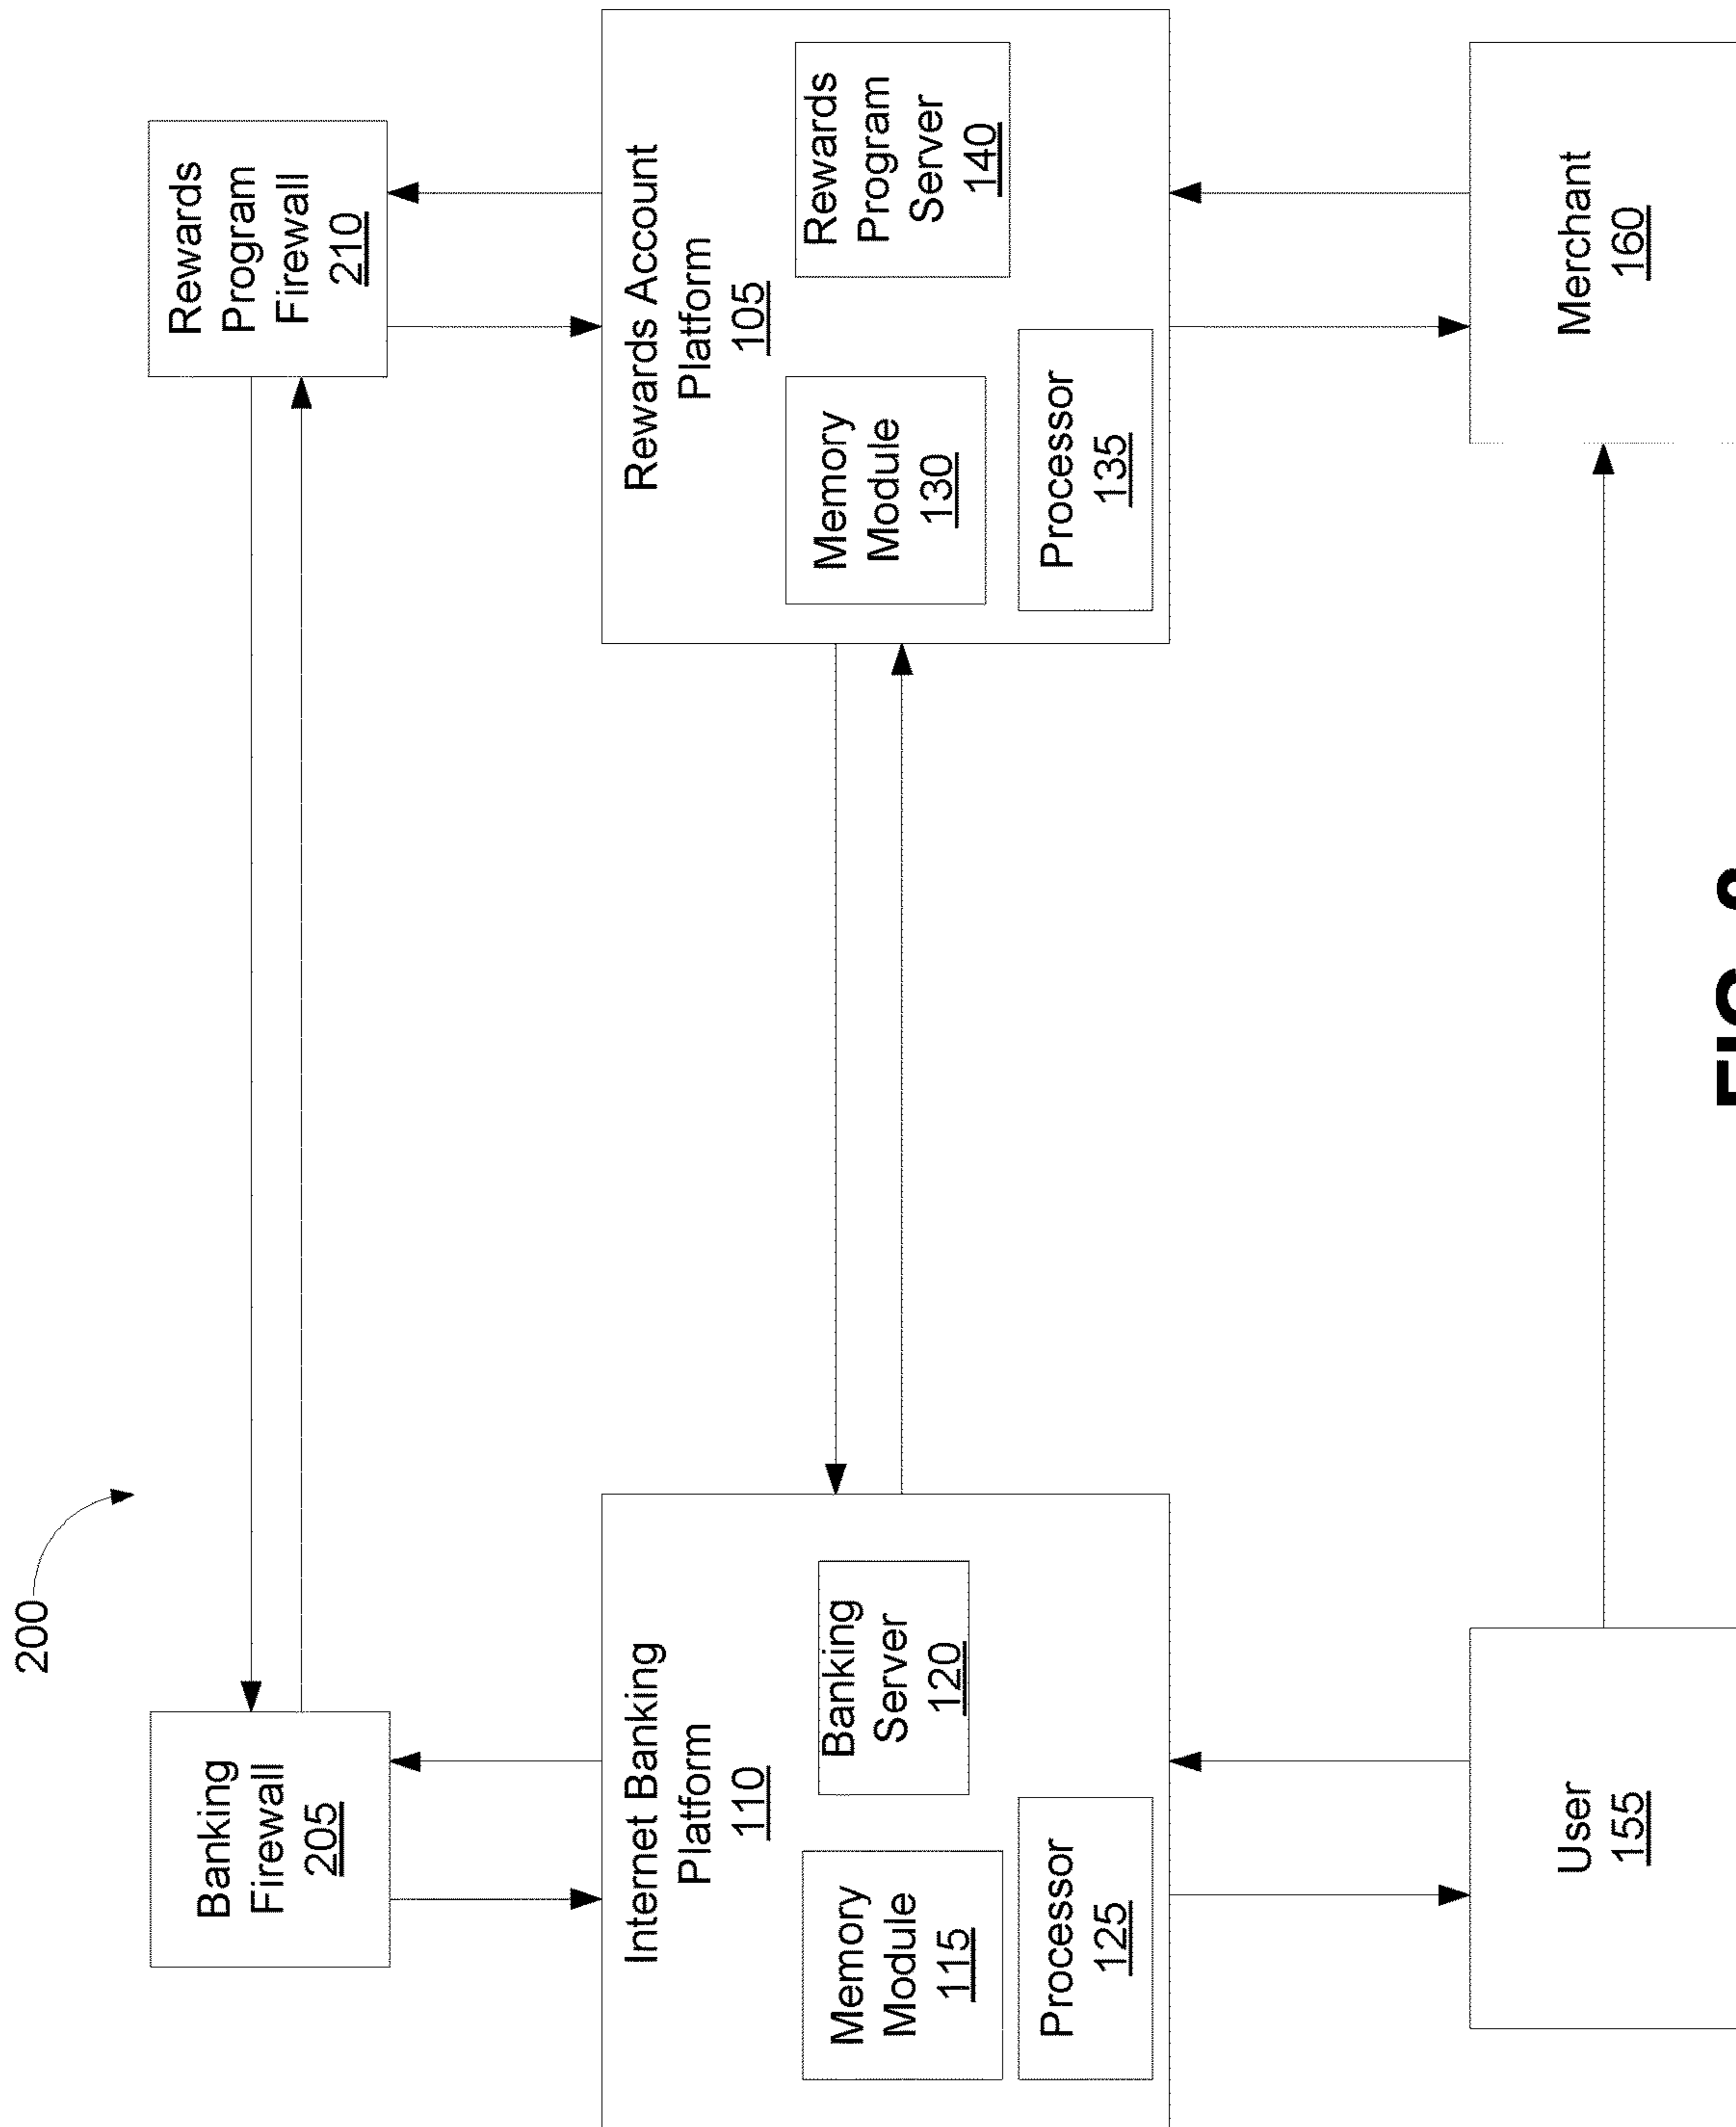 200
Banking
Firewall
205
Rewards
Program
Firewall
210
Internet Banking
Platform
110
Memory
Module
115
Banking
Server
120
Processor
125
Rewards Account
Platform
105
Memory
Module
130
Rewards
Program
Server
140
Processor
135
User
155
Merchant
160
FIG